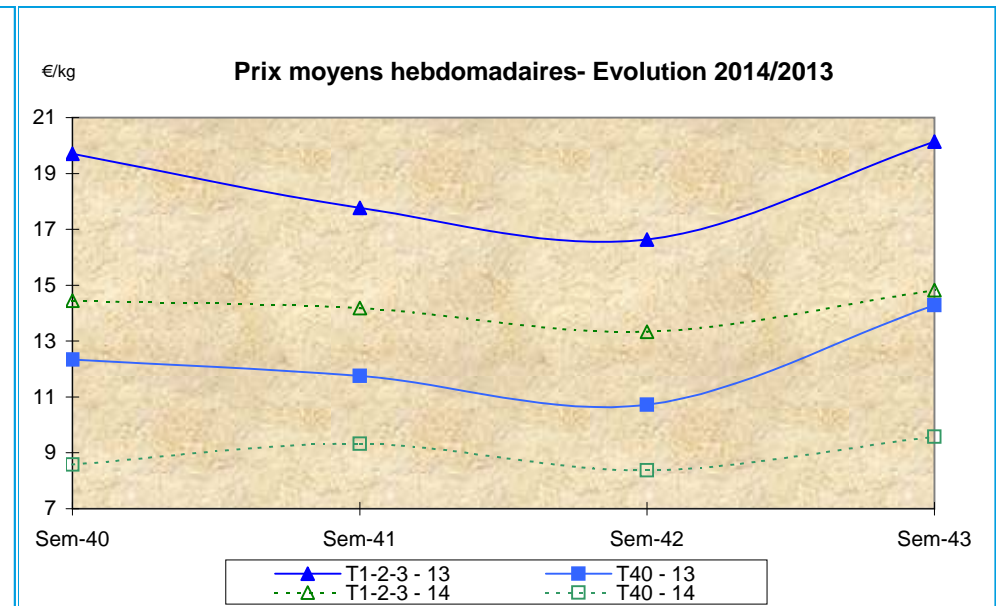 €/kg
Prix moyens hebdomadaires- Evolution 2014/2013
21
19
17
15
13
11
9
7
Sem-40 Sem-41 Sem-42 Sem-43
T1-2-3 - 13 T40 - 13
T1-2-3 - 14 T40 - 14